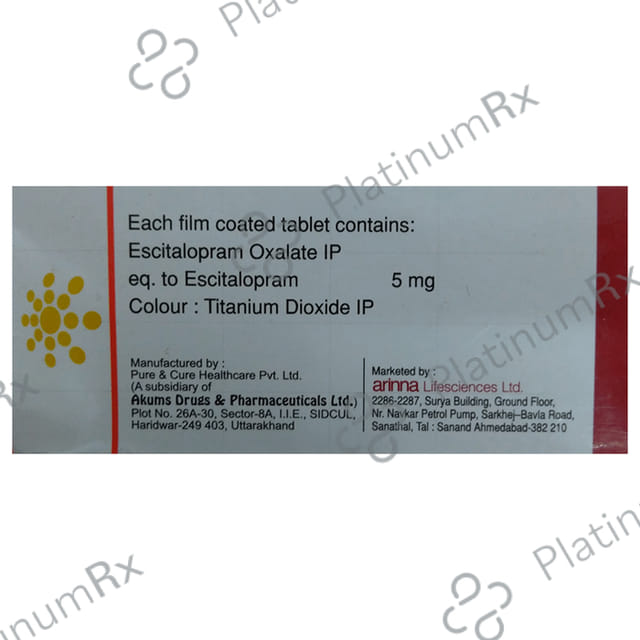 PlatinumRx
PlatinumRx
Each film coated tablet contains:
Escitalopram Oxalate IP
eq. to Escitalopram 5 mg
Colour : Titanium Dioxide IP
PlatinumRx
Manufactured by :
Pure & Cure Healthcare Pvt. Ltd.
(A subsidiary of
Akums Drugs & Pharmaceuticals Ltd.)
Plot No. 26A-30, Sector-8A, I.I.E., SIDCUL,
Haridwar-249 403, Uttarakhand
Marketed by :
arinna Lifesciences Ltd.
2286-2287, Surya Building, Ground Floor,
Nr. Navkar Petrol Pump, Sarkhej–Bavla Road,
Sanathal, Tal : Sanand Ahmedabad-382 210
Rx
PlatinumRx
Platinum